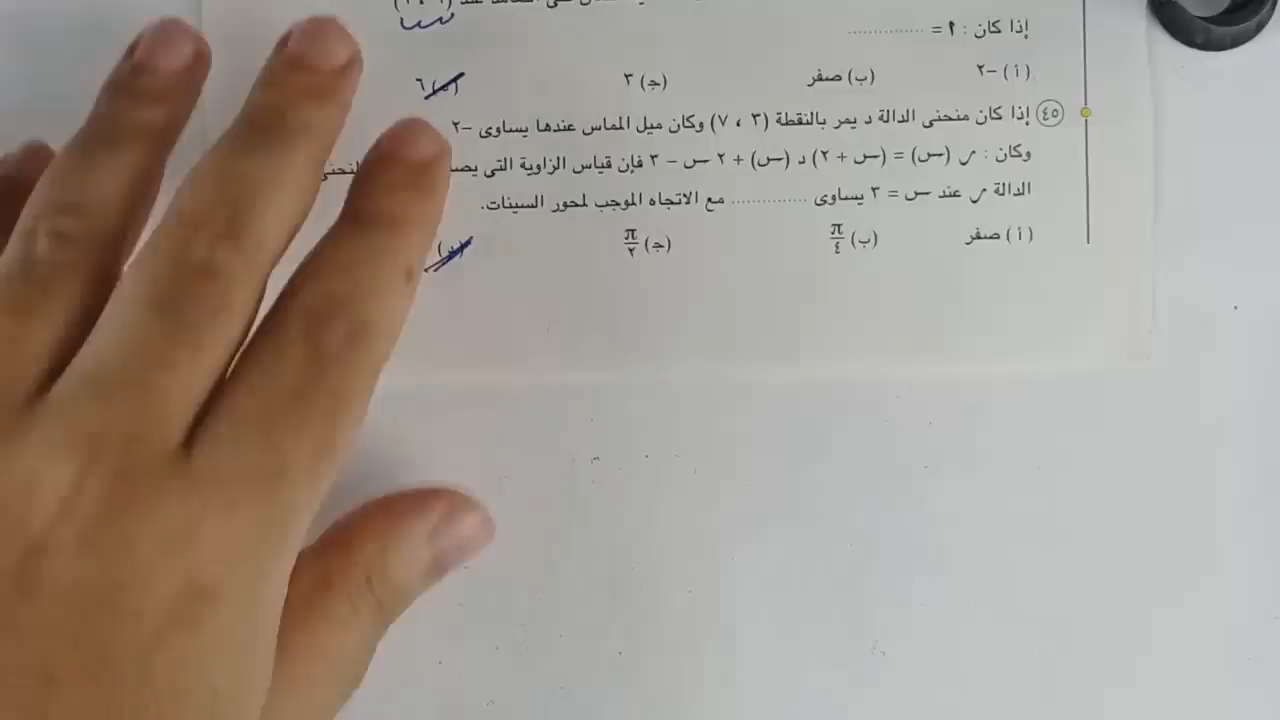 إذا كان : ا = ..............
(أ) -٢ (ب) صفر (جـ) ٣ (د) ٦
٤٥ إذا كان منحنى الدالة د يمر بالنقطة (٣ ، ٧) وكان ميل المماس عندها يساوى -٢
وكان : ر (س) = (س + ٢) د (س) + ٢ س - ٣ فإن قياس الزاوية التى
الدالة ر عند س = ٣ يساوى .............. مع الاتجاه الموجب لمحور السينات.
(أ) صفر (ب) π/٤ (جـ) π/٢ (د)